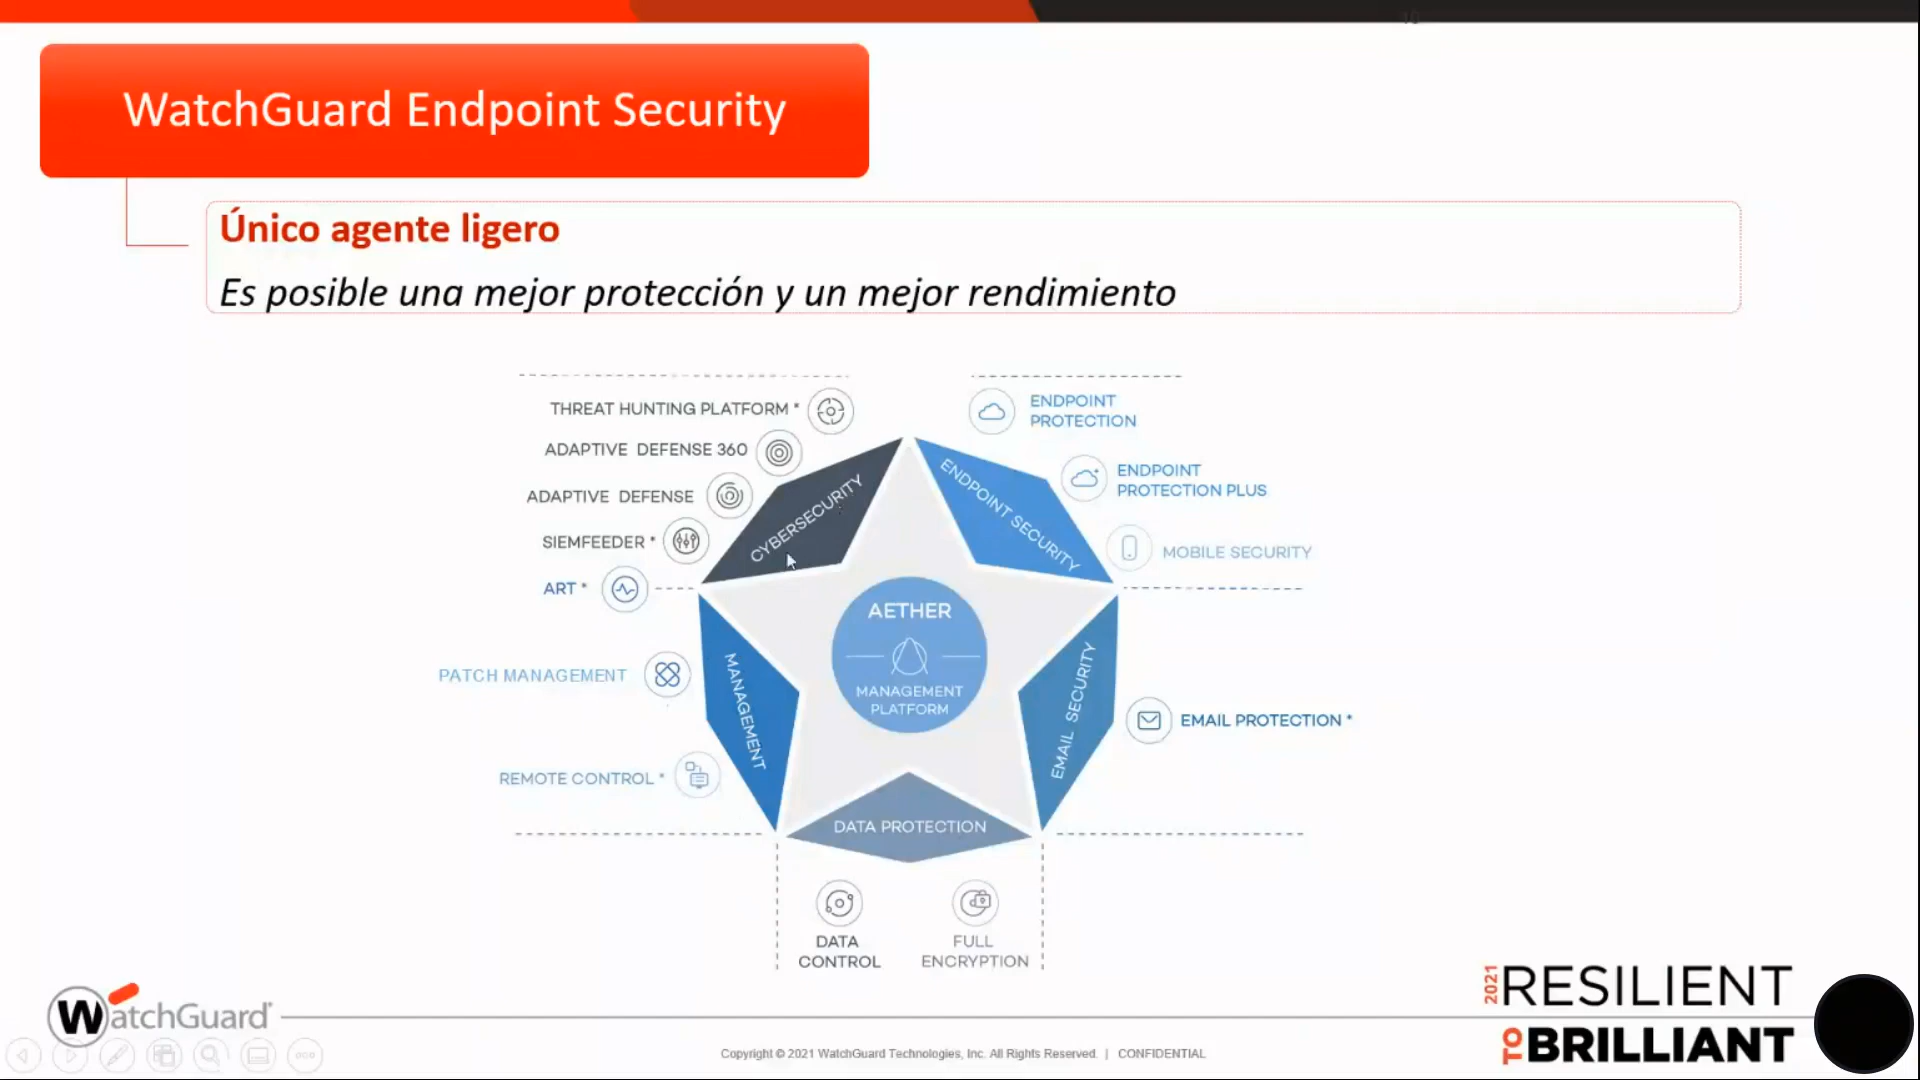 WatchGuard Endpoint Security
Único agente ligero
Es posible una mejor protección y un mejor rendimiento
THREAT HUNTING PLATFORM *
ADAPTIVE DEFENSE 360
ADAPTIVE DEFENSE
SIEMFEEDER *
ART *
PATCH MANAGEMENT
REMOTE CONTROL *
CYBERSECURITY
ENDPOINT SECURITY
MANAGEMENT
EMAIL SECURITY
DATA PROTECTION
AETHER
MANAGEMENT
PLATFORM
ENDPOINT
PROTECTION
ENDPOINT
PROTECTION PLUS
MOBILE SECURITY
EMAIL PROTECTION *
DATA
CONTROL
FULL
ENCRYPTION
WatchGuard
Copyright © 2021 WatchGuard Technologies, Inc. All Rights Reserved. | CONFIDENTIAL
2021 RESILIENT
TO BRILLIANT